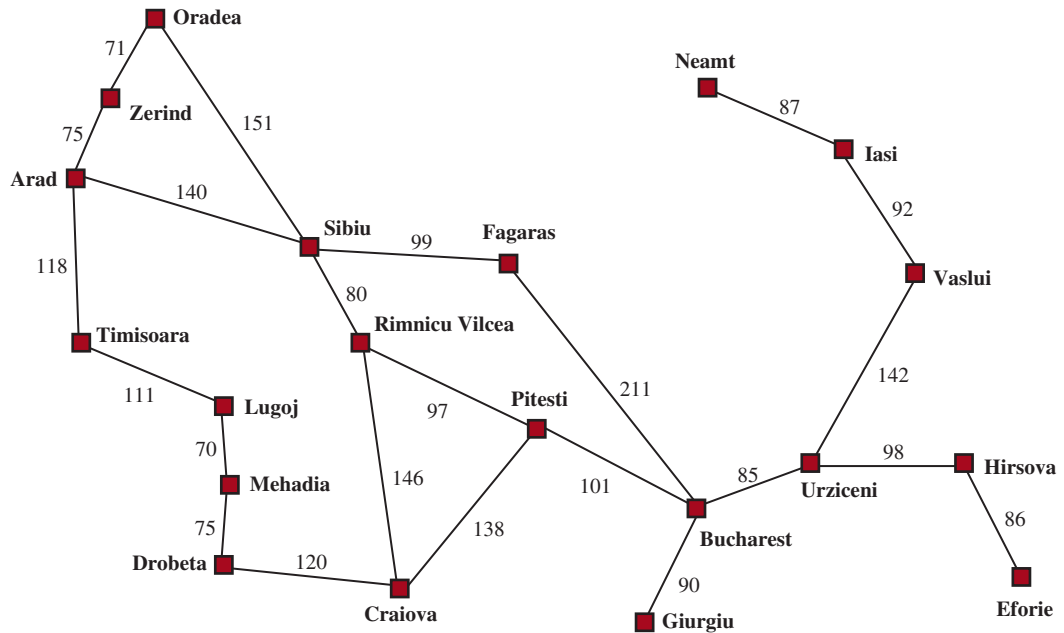 Oradea
71
Neamt
87
Zerind
151
75
Iasi
Arad
140
92
Sibiu
99
Fagaras
118
80
Vaslui
Timisoara
Rimnicu Vilcea
142
111
211
Lugoj
97
Pitesti
70
98
Hirsova
Mehadia
146
101
85
Urziceni
75
138
86
Bucharest
Drobeta
120
90
Craiova
Giurgiu
Eforie